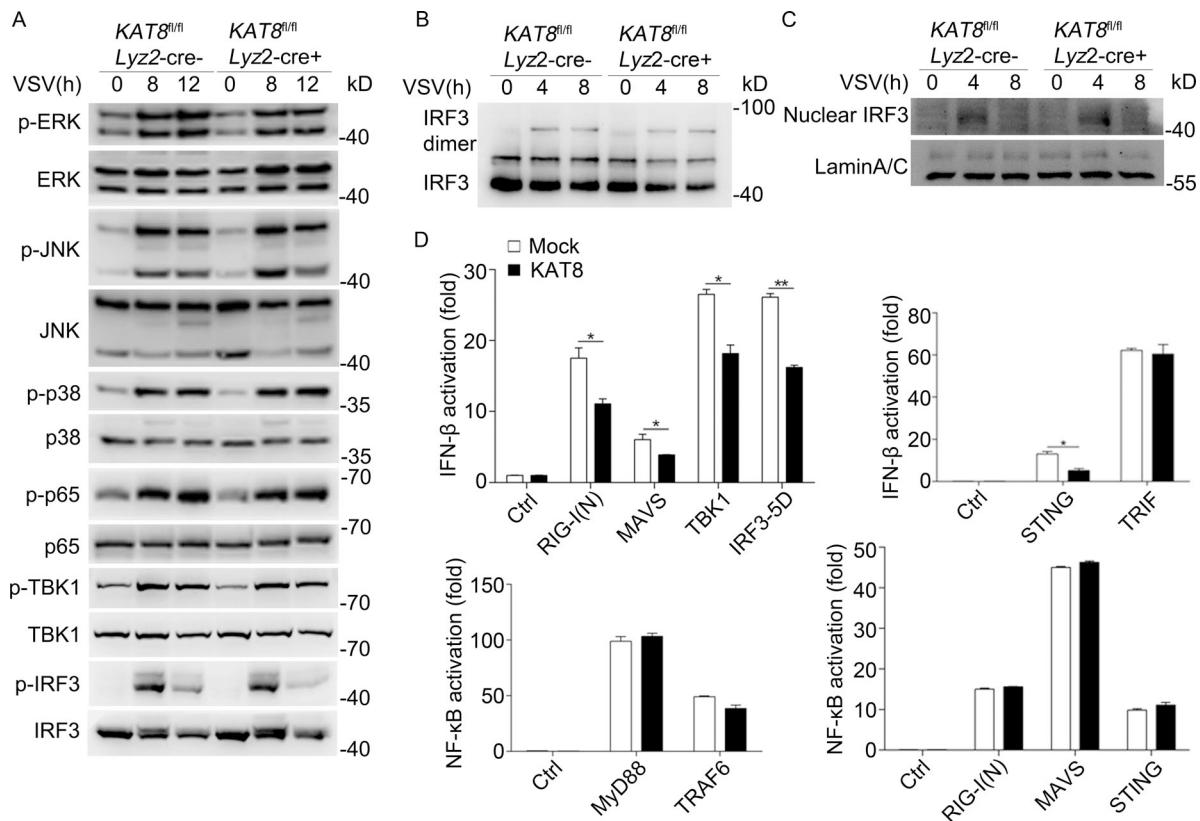 A
KAT8fl/fl KAT8fl/fl
Lyz2-cre- Lyz2-cre+
VSV(h) 0 8 12 0 8 12 kD
p-ERK -40
ERK -40
p-JNK -40
JNK -40
p-p38 -35
p38 -35
p-p65 -70
p65 -70
p-TBK1 -70
TBK1 -70
p-IRF3 -40
IRF3 -40
B
KAT8fl/fl KAT8fl/fl
Lyz2-cre- Lyz2-cre+
VSV(h) 0 4 8 0 4 8 kD
IRF3 -100
dimer
IRF3 -40
C
KAT8fl/fl KAT8fl/fl
Lyz2-cre- Lyz2-cre+
VSV(h) 0 4 8 0 4 8 kD
Nuclear IRF3 -40
LaminA/C -55
D
Mock
KAT8
IFN-β activation (fold)
30
20
10
0
* * * **
Ctrl RIG-I(N) MAVS TBK1 IRF3-5D
IFN-β activation (fold)
80
60
40
20
0
*
Ctrl STING TRIF
NF-κB activation (fold)
150
100
50
0
Ctrl MyD88 TRAF6
NF-κB activation (fold)
50
40
30
20
10
0
Ctrl RIG-I(N) MAVS STING